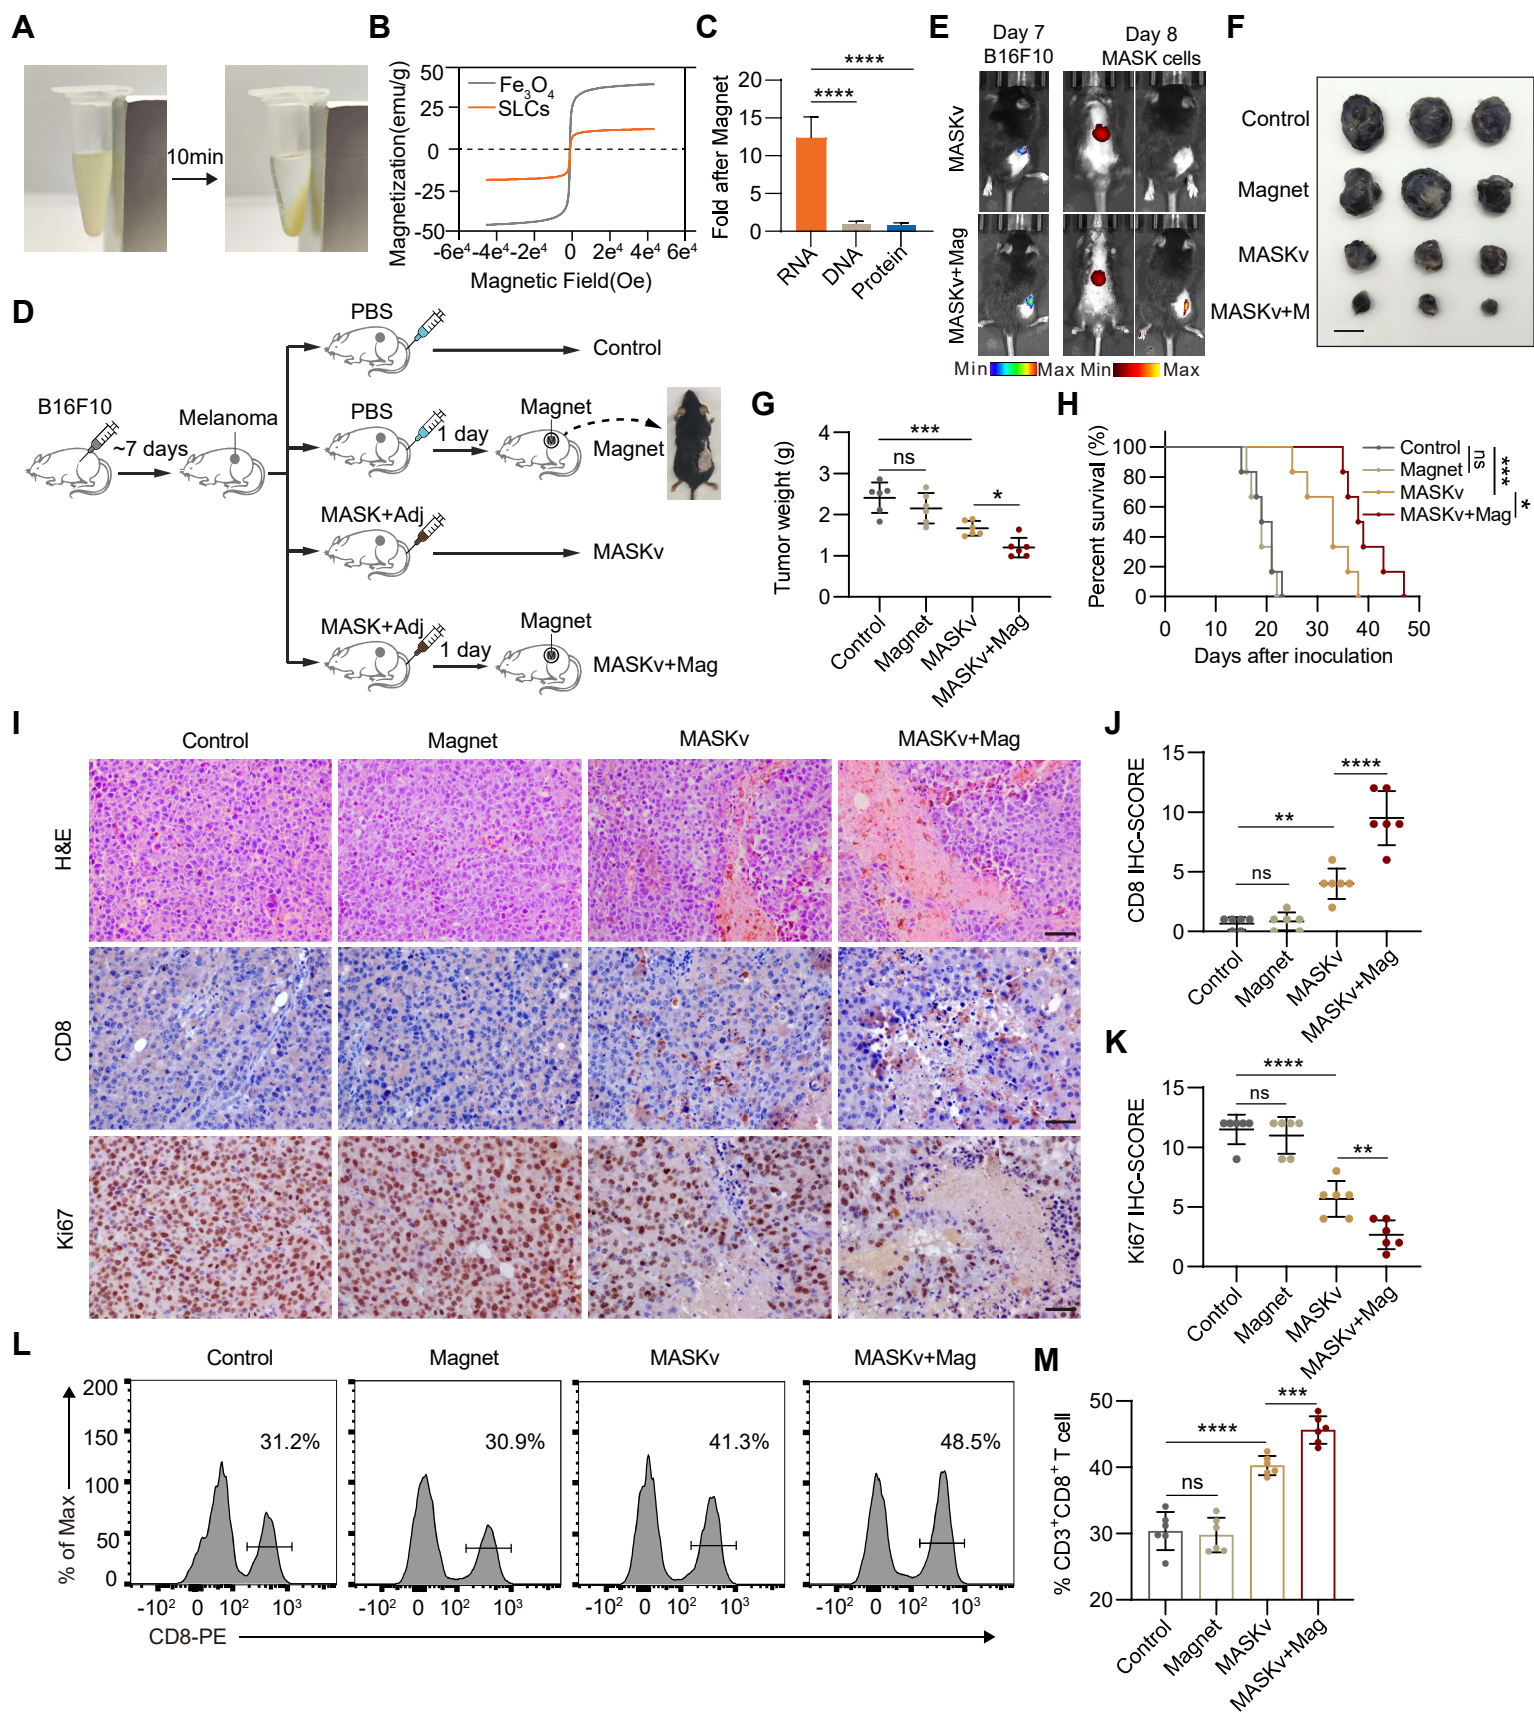 A
10min
B
Magnetization(emu/g)
50
25
0
-25
-50
Fe₃O₄
SLCs
-6e⁴ -4e⁴ -2e⁴ 0 2e⁴ 4e⁴ 6e⁴
Magnetic Field(Oe)
C
Fold after Magnet
20
15
10
5
0
****
****
RNA
DNA
Protein
D
B16F10
~7 days
Melanoma
PBS
Control
PBS
1 day
Magnet
M
Magnet
MASK+Adj
MASKv
MASK+Adj
1 day
Magnet
M
MASKv+Mag
E
Day 7
B16F10
Day 8
MASK cells
MASKv
MASKv+Mag
Min Max Min Max
F
Control
Magnet
MASKv
MASKv+M
G
Tumor weight (g)
4
3
2
1
0
***
ns
*
Control
Magnet
MASKv
MASKv+Mag
H
Percent survival (%)
100
80
60
40
20
0
0 10 20 30 40 50
Days after inoculation
Control
Magnet
MASKv
MASKv+Mag
ns
***
*
I
Control Magnet MASKv MASKv+Mag
H&E
CD8
Ki67
J
CD8 IHC-SCORE
15
10
5
0
ns
**
****
Control
Magnet
MASKv
MASKv+Mag
K
Ki67 IHC-SCORE
15
10
5
0
****
ns
**
Control
Magnet
MASKv
MASKv+Mag
L
Control Magnet MASKv MASKv+Mag
% of Max
200
150
100
50
0
31.2% 30.9% 41.3% 48.5%
-10² 0 10² 10³ -10² 0 10² 10³ -10² 0 10² 10³ -10² 0 10² 10³
CD8-PE
M
% CD3⁺CD8⁺ T cell
50
40
30
20
ns
****
***
Control
Magnet
MASKv
MASKv+Mag